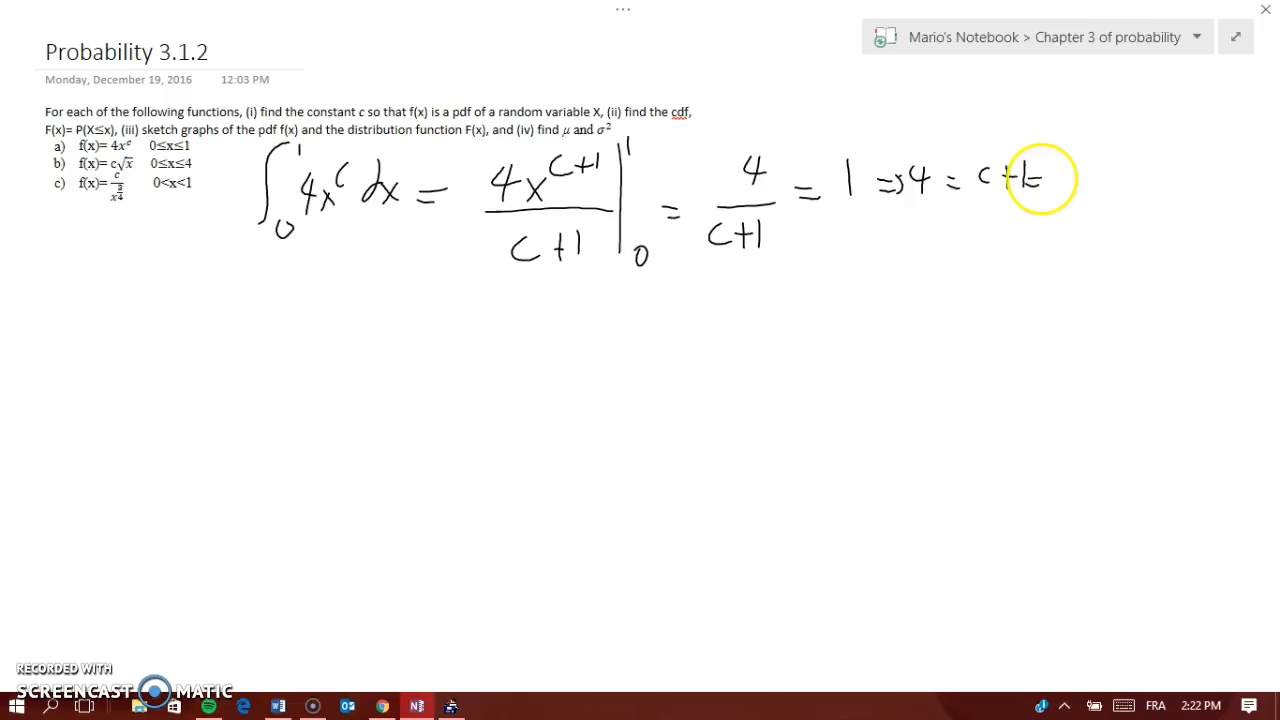 Mario's Notebook > Chapter 3 of probability
Probability 3.1.2
Monday, December 19, 2016 12:03 PM
For each of the following functions, (i) find the constant c so that f(x) is a pdf of a random variable X, (ii) find the cdf,
F(x)= P(X≤x), (iii) sketch graphs of the pdf f(x) and the distribution function F(x), and (iv) find μ and σ²
a) f(x)= 4xᶜ 0≤x≤1
b) f(x)= c√x 0≤x≤4
c) f(x)= c/x^(3/4) 0<x<1
∫₀¹ 4xᶜ dx = 4x^(c+1)/(c+1) |₀¹ = 4/(c+1) = 1 ⇒ 4 = c+1=
RECORDED WITH
SCREENCAST MATIC
FRA 2:22 PM